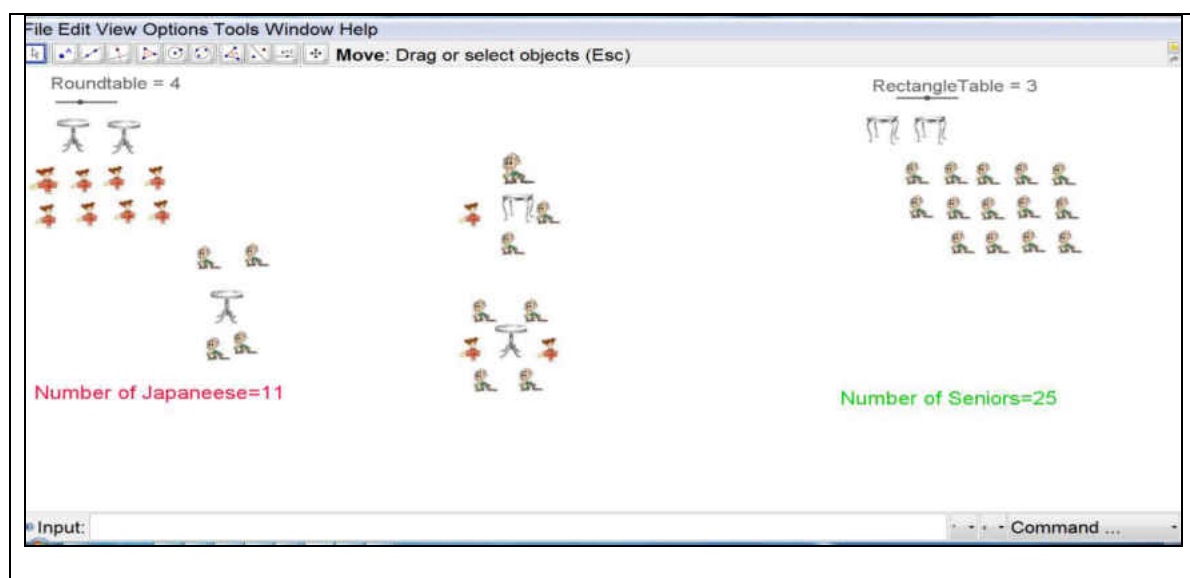 File Edit View Options Tools Window Help
Move: Drag or select objects (Esc)
Roundtable = 4
RectangleTable = 3
Number of Japaneese=11
Number of Seniors=25
Input:
Command ...